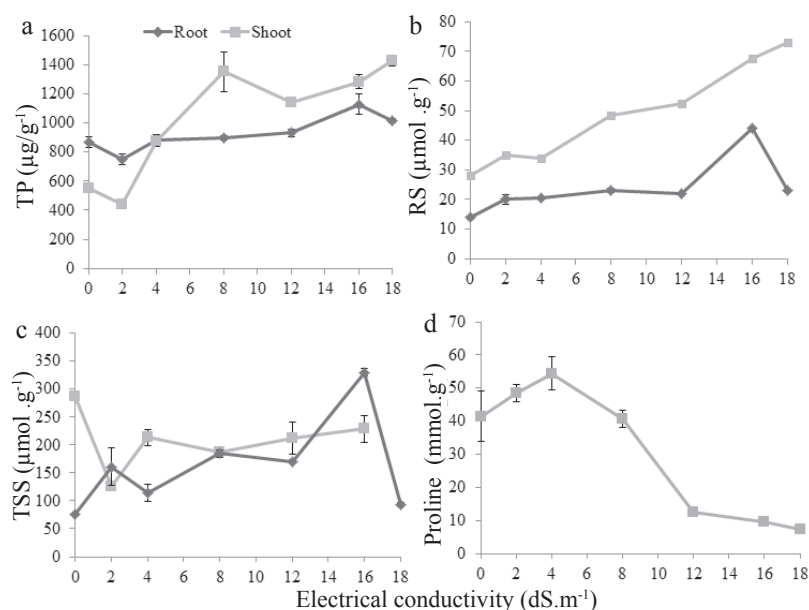 a
Root Shoot
1600
1400
1200
1000
800
600
400
200
0
TP (µg/g⁻¹)
0 2 4 6 8 10 12 14 16 18
b
80
70
60
50
40
30
20
10
0
RS (µmol .g⁻¹)
0 2 4 6 8 10 12 14 16 18
c
400
350
300
250
200
150
100
50
0
TSS (µmol .g⁻¹)
0 2 4 6 8 10 12 14 16 18
d
70
60
50
40
30
20
10
0
Proline (mmol.g⁻¹)
0 2 4 6 8 10 12 14 16 18
Electrical conductivity (dS.m⁻¹)